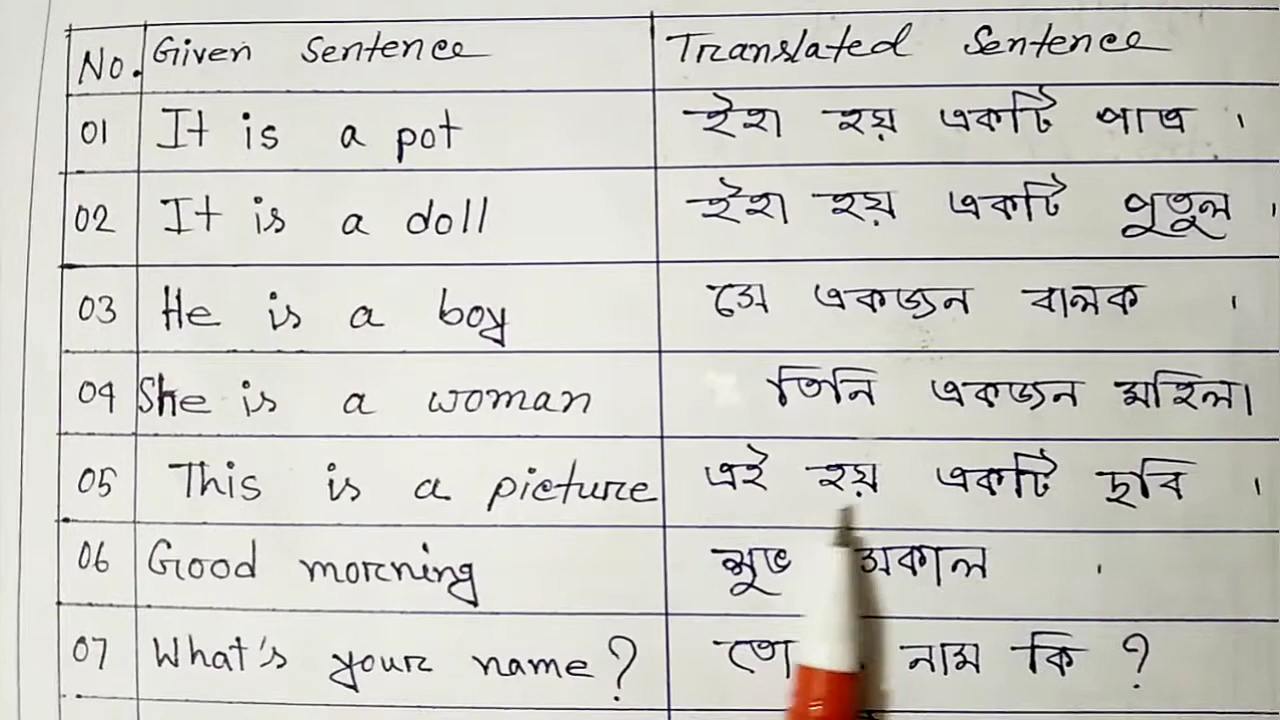 No. Given Sentence Translated Sentence
01 It is a pot ইহা হয় একটি পাত্র ।
02 It is a doll ইহা হয় একটি পুতুল ।
03 He is a boy সে একজন বালক ।
04 She is a woman তিনি একজন মহিলা।
05 This is a picture এই হয় একটি ছবি ।
06 Good morning শুভ সকাল .
07 What's your name? নাম কি ?